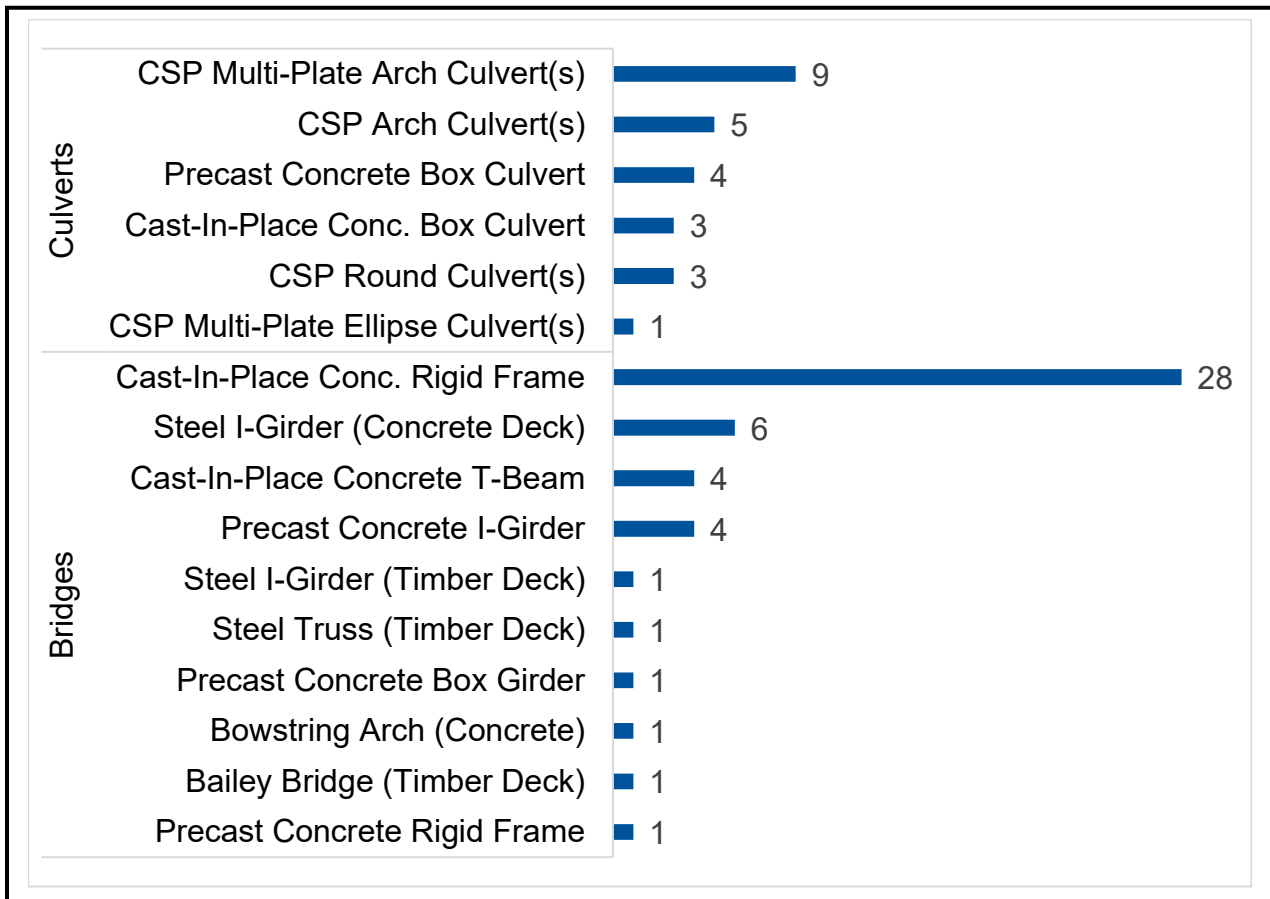 Culverts
CSP Multi-Plate Arch Culvert(s) 9
CSP Arch Culvert(s) 5
Precast Concrete Box Culvert 4
Cast-In-Place Conc. Box Culvert 3
CSP Round Culvert(s) 3
CSP Multi-Plate Ellipse Culvert(s) 1
Bridges
Cast-In-Place Conc. Rigid Frame 28
Steel I-Girder (Concrete Deck) 6
Cast-In-Place Concrete T-Beam 4
Precast Concrete I-Girder 4
Steel I-Girder (Timber Deck) 1
Steel Truss (Timber Deck) 1
Precast Concrete Box Girder 1
Bowstring Arch (Concrete) 1
Bailey Bridge (Timber Deck) 1
Precast Concrete Rigid Frame 1